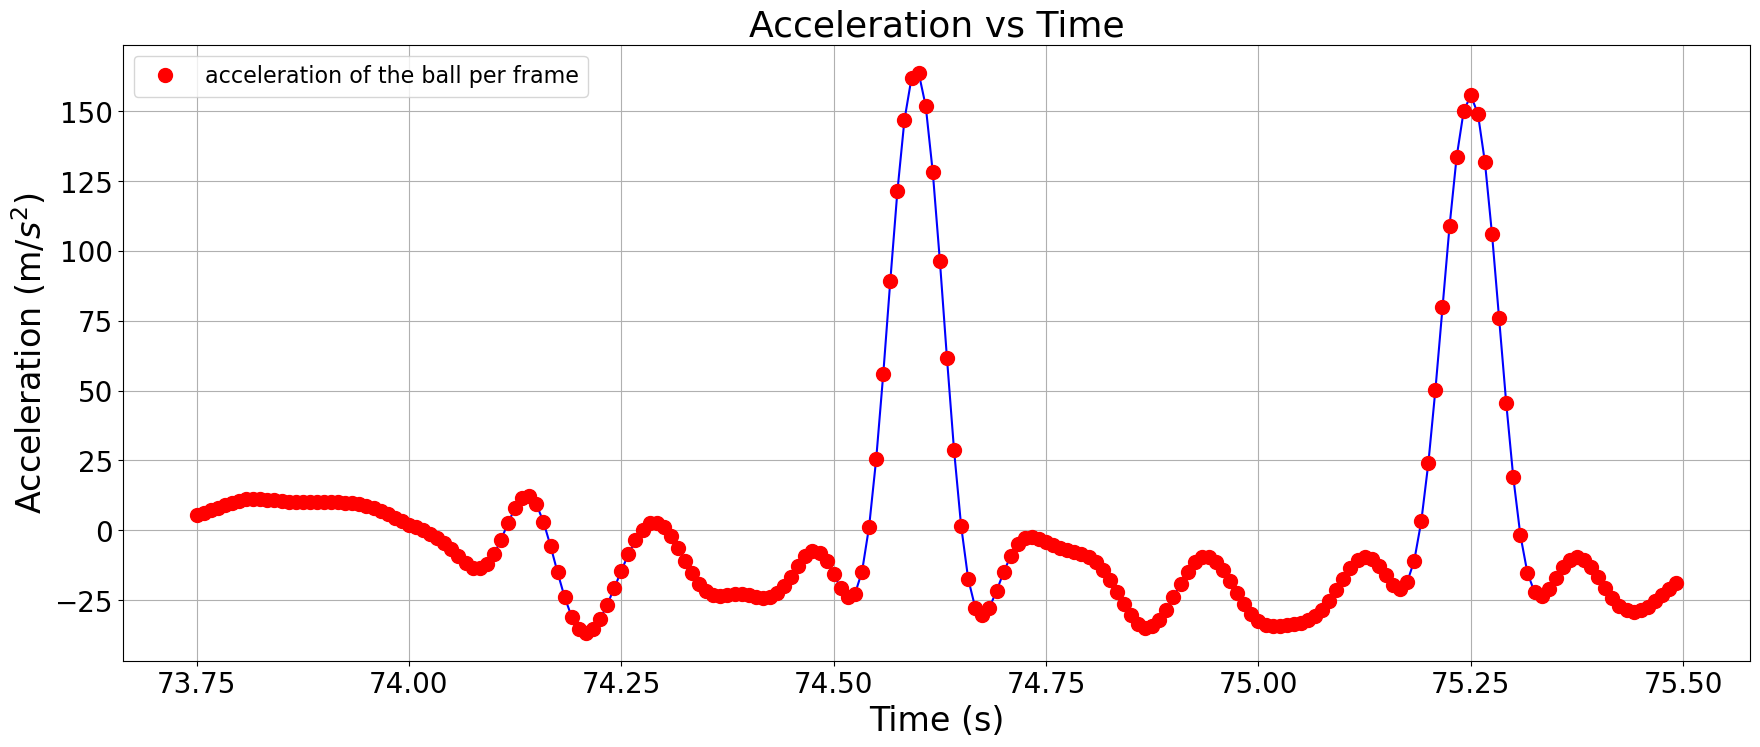 Acceleration vs Time
acceleration of the ball per frame
Acceleration (m/s²)
150
125
100
75
50
25
0
−25
73.75 74.00 74.25 74.50 74.75 75.00 75.25 75.50
Time (s)